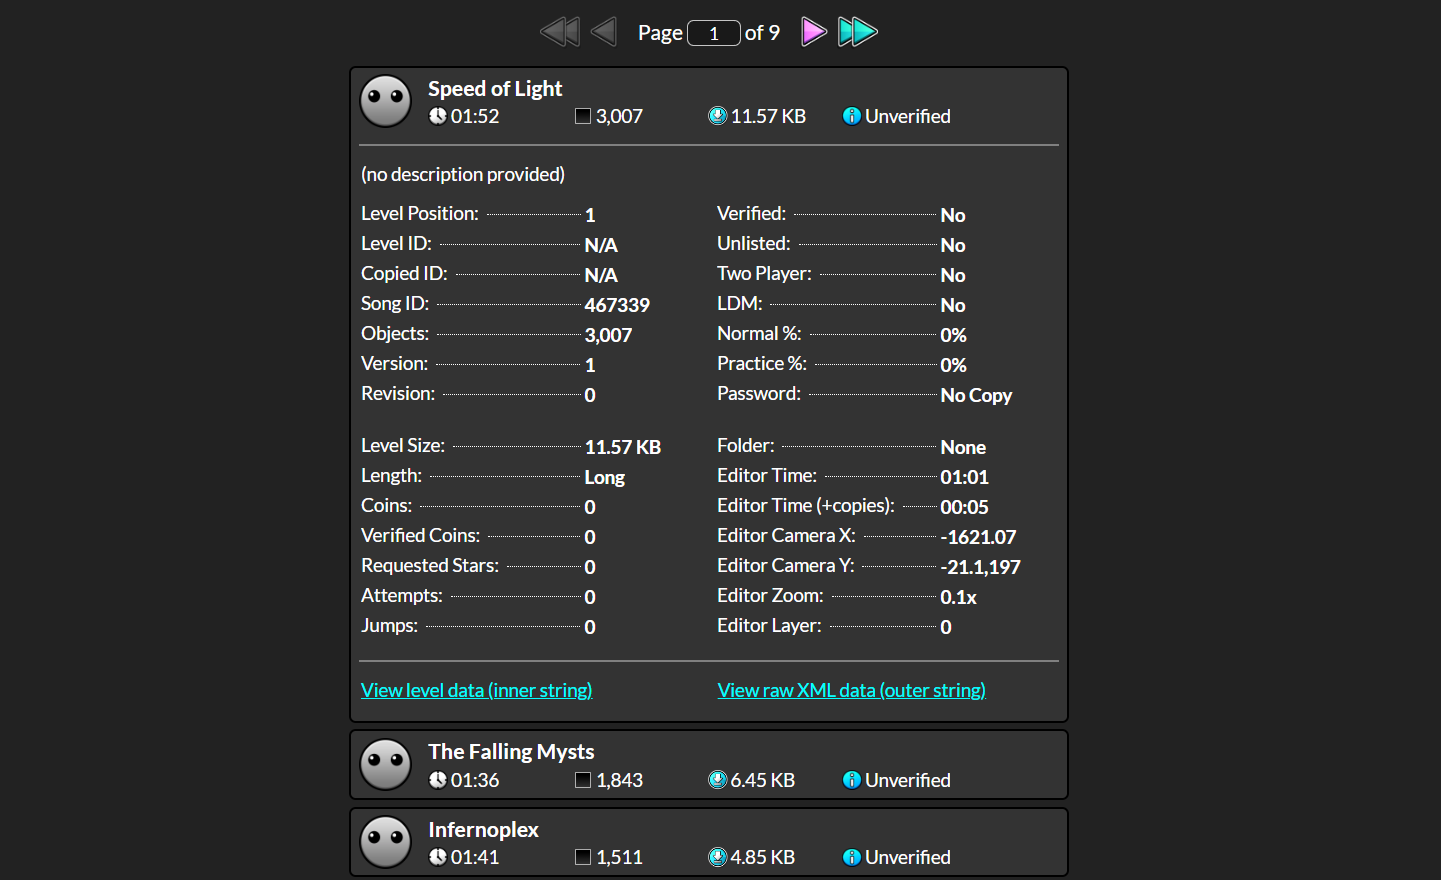 Page 1 of 9
Speed of Light
01:52 3,007 11.57 KB Unverified
(no description provided)
Level Position: 1 Verified: No
Level ID: N/A Unlisted: No
Copied ID: N/A Two Player: No
Song ID: 467339 LDM: No
Objects: 3,007 Normal %: 0%
Version: 1 Practice %: 0%
Revision: 0 Password: No Copy
Level Size: 11.57 KB Folder: None
Length: Long Editor Time: 01:01
Coins: 0 Editor Time (+copies): 00:05
Verified Coins: 0 Editor Camera X: -1621.07
Requested Stars: 0 Editor Camera Y: -21.1,197
Attempts: 0 Editor Zoom: 0.1x
Jumps: 0 Editor Layer: 0
View level data (inner string) View raw XML data (outer string)
The Falling Mysts
01:36 1,843 6.45 KB Unverified
Infernoplex
01:41 1,511 4.85 KB Unverified